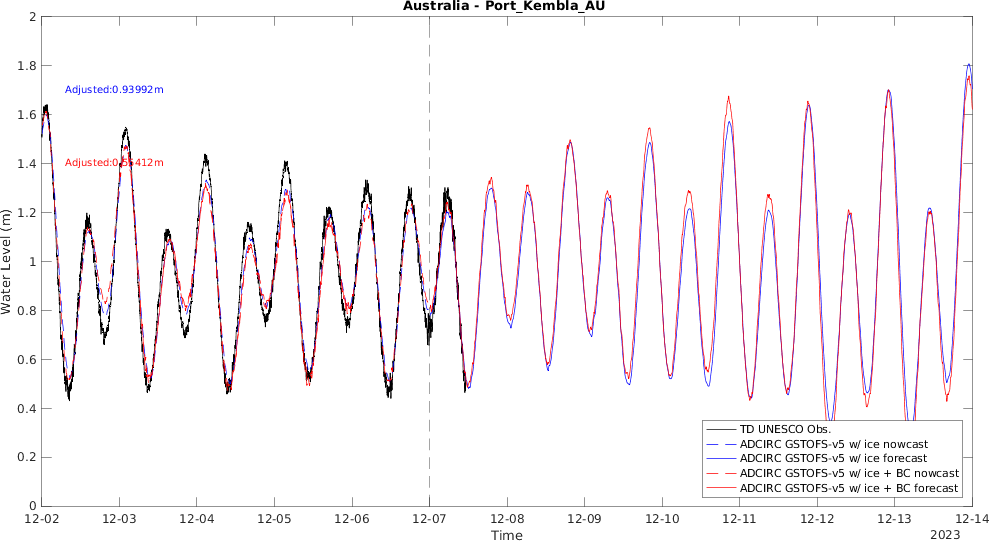 Australia - Port_Kembla_AU
Water Level (m)
2
1.8
1.6
1.4
1.2
1
0.8
0.6
0.4
0.2
0
Adjusted:0.93992m
TD UNESCO Obs.
ADCIRC GSTOFS-v5 w/ ice nowcast
ADCIRC GSTOFS-v5 w/ ice forecast
ADCIRC GSTOFS-v5 w/ ice + BC nowcast
ADCIRC GSTOFS-v5 w/ ice + BC forecast
12-02 12-03 12-04 12-05 12-06 12-07 12-08 12-09 12-10 12-11 12-12 12-13 12-14
Time
2023